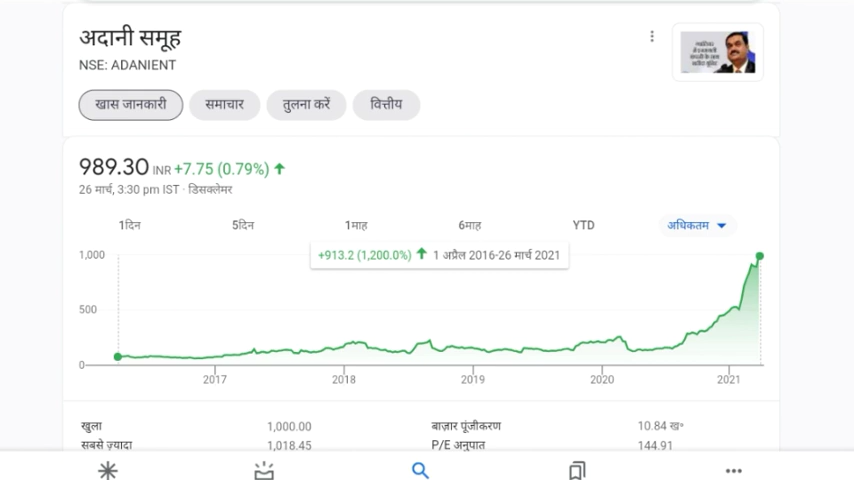 अदानी समूह
NSE: ADANIENT
खास जानकारी समाचार तुलना करें वित्तीय
989.30 INR +7.75 (0.79%)
26 मार्च, 3:30 pm IST · डिसक्लेमर
1दिन 5दिन 1माह 6माह YTD अधिकतम
+913.2 (1,200.0%) 1 अप्रैल 2016-26 मार्च 2021
1,000
500
0
2017 2018 2019 2020 2021
खुला 1,000.00 बाज़ार पूंजीकरण 10.84 ख॰
सबसे ज़्यादा 1,018.45 P/E अनुपात 144.91